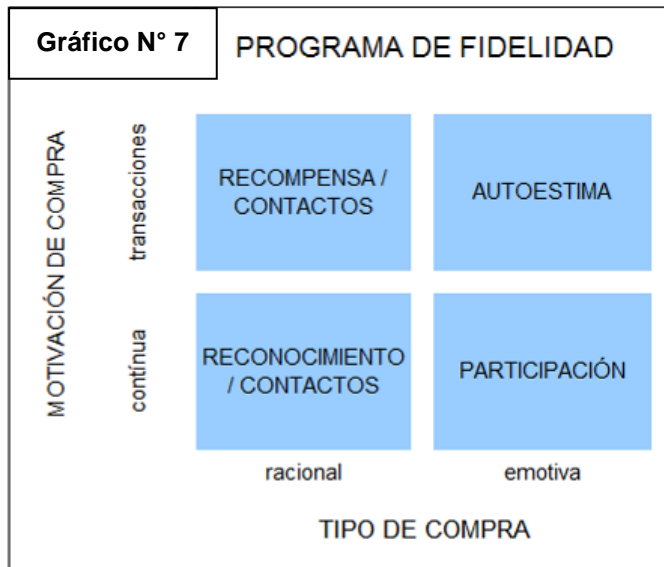 Gráfico N° 7
PROGRAMA DE FIDELIDAD
MOTIVACIÓN DE COMPRA
transacciones
RECOMPENSA /
CONTACTOS
AUTOESTIMA
contínua
RECONOCIMIENTO
/ CONTACTOS
PARTICIPACIÓN
racional
emotiva
TIPO DE COMPRA